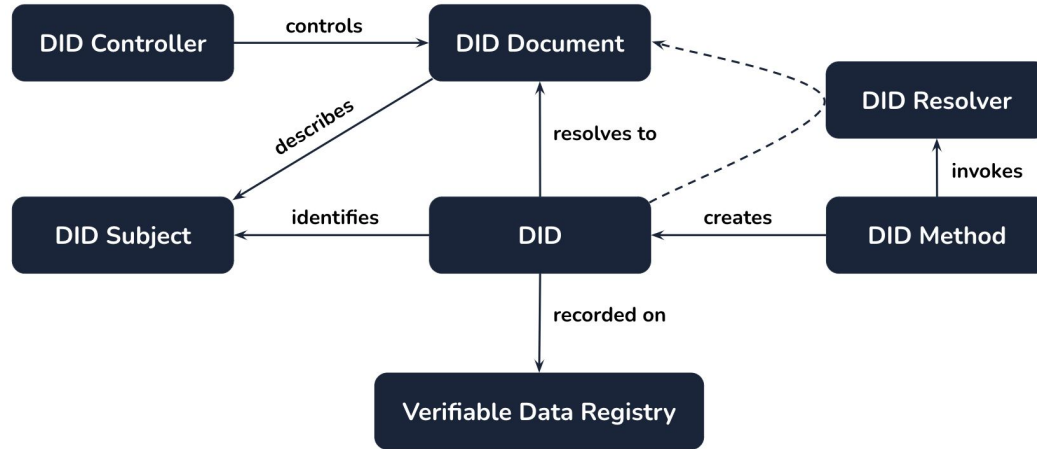 DID Controller
controls
DID Document
DID Resolver
describes
resolves to
invokes
DID Subject
identifies
DID
creates
DID Method
recorded on
Verifiable Data Registry